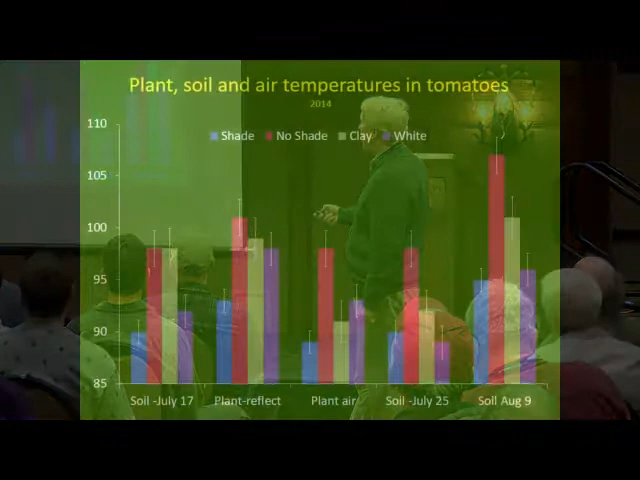 Plant, soil and air temperatures in tomatoes
2014
110
Shade No Shade Clay White
105
100
95
90
85
Soil -July 17 Plant-reflect Plant air Soil -July 25 Soil Aug 9